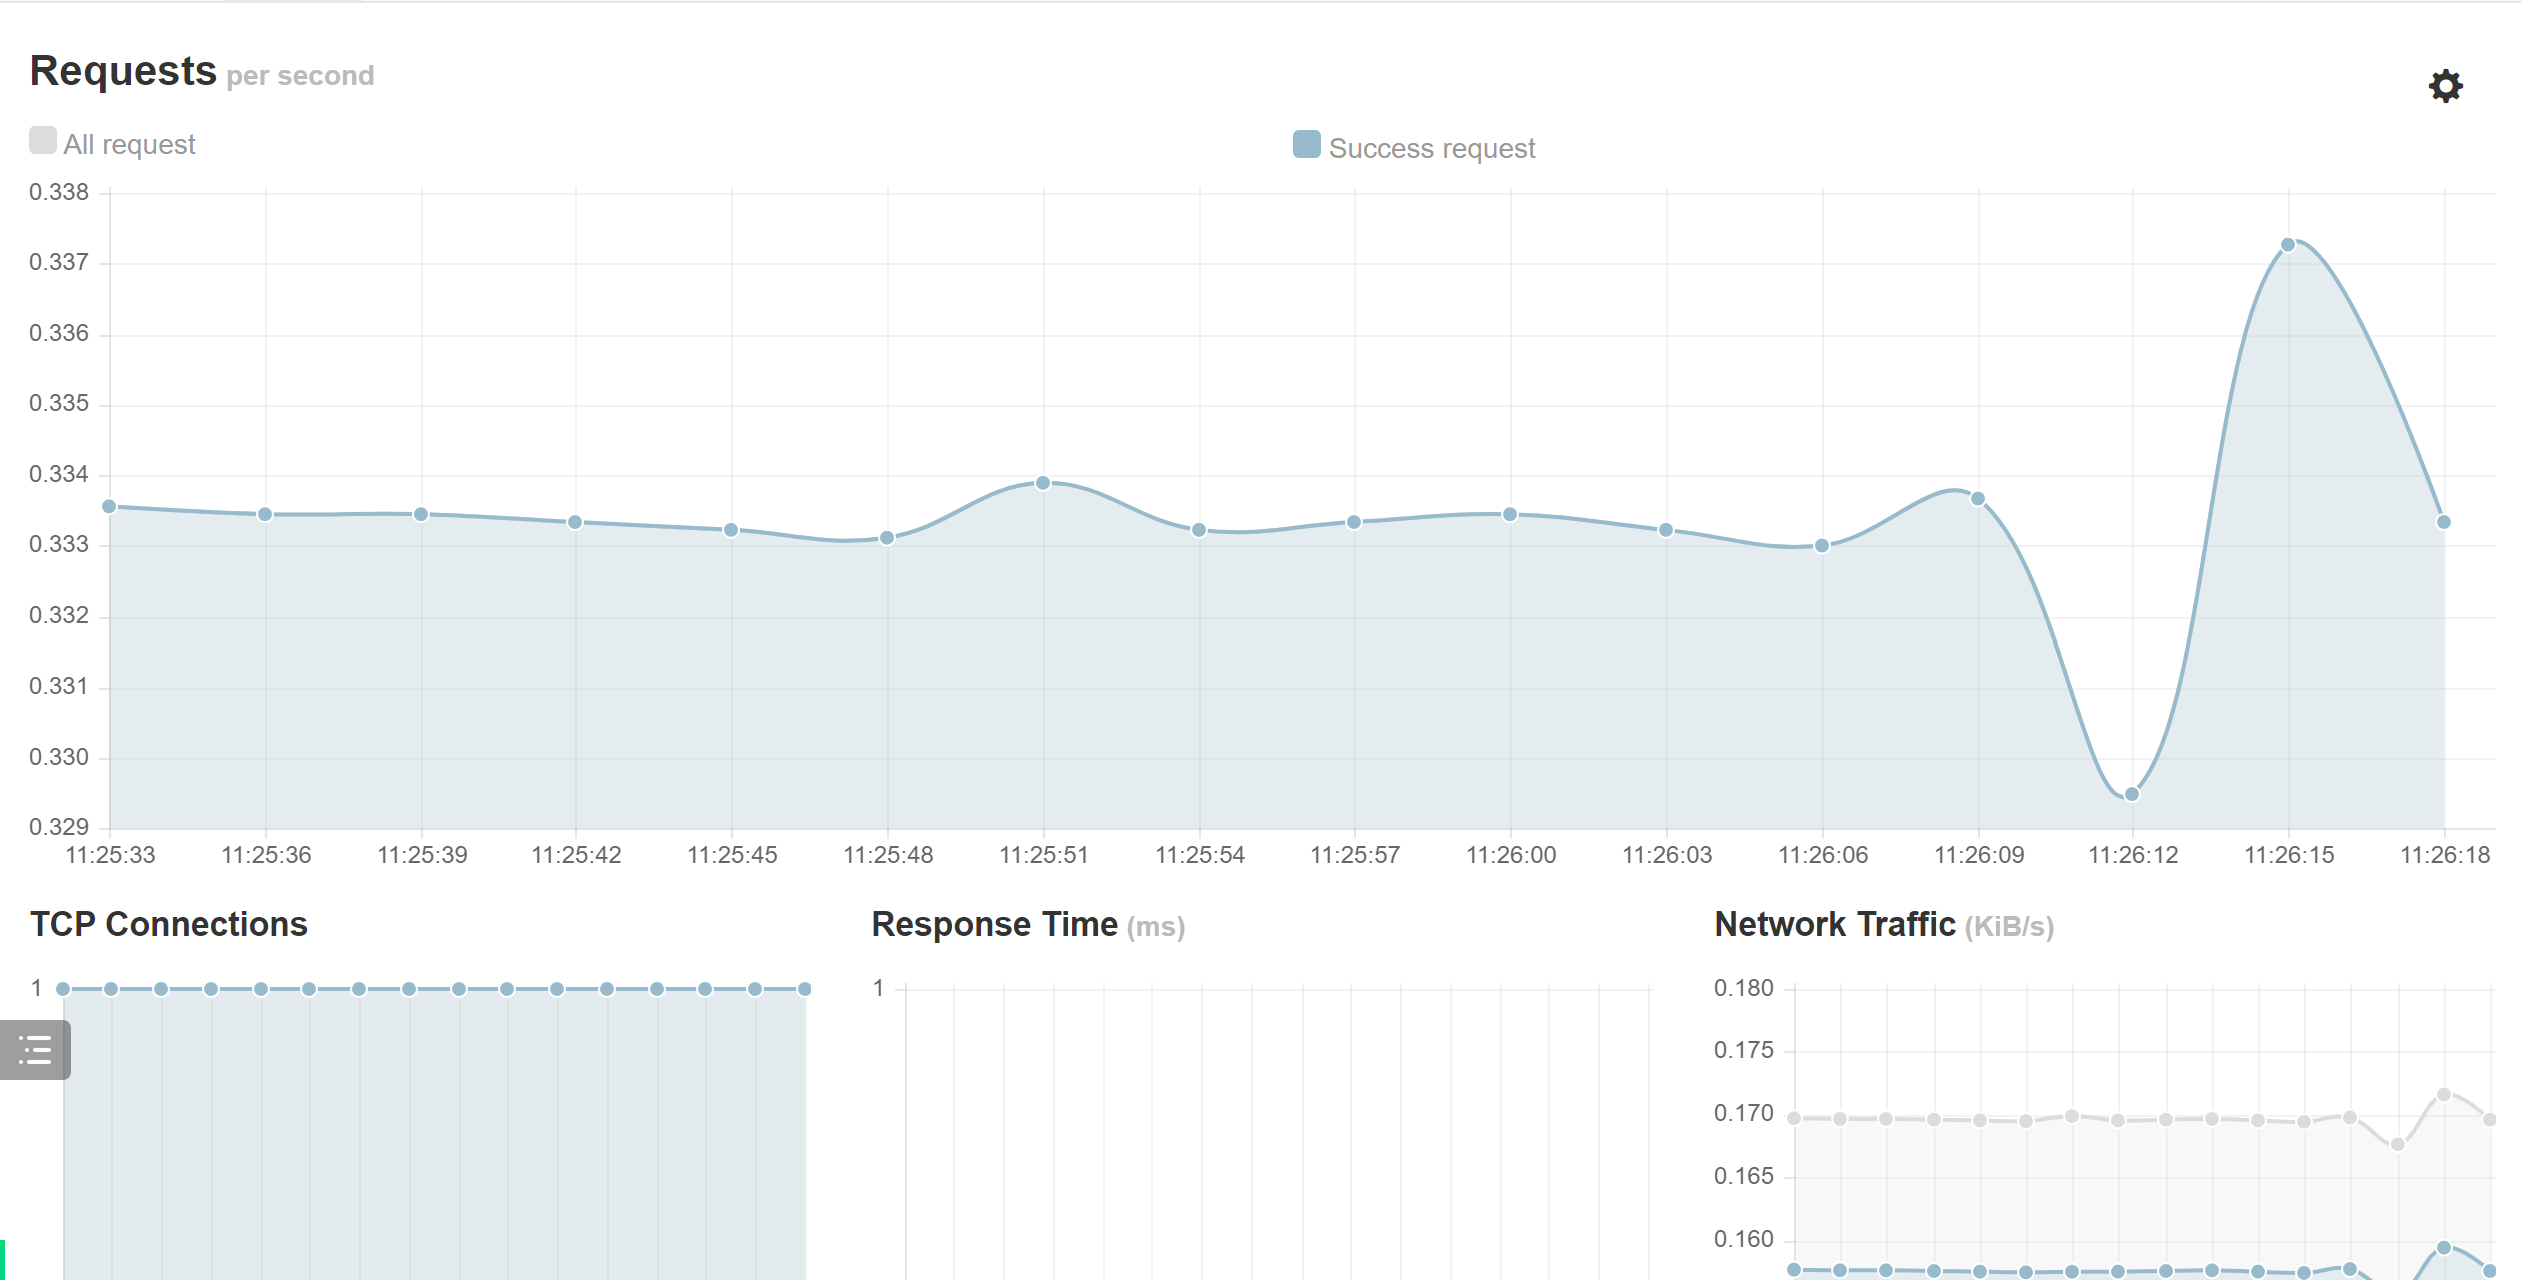 Requests per second
All request
Success request
0.338
0.337
0.336
0.335
0.334
0.333
0.332
0.331
0.330
0.329
11:25:33 11:25:36 11:25:39 11:25:42 11:25:45 11:25:48 11:25:51 11:25:54 11:25:57 11:26:00 11:26:03 11:26:06 11:26:09 11:26:12 11:26:15 11:26:18
TCP Connections
1
Response Time (ms)
1
Network Traffic (KiB/s)
0.180
0.175
0.170
0.165
0.160